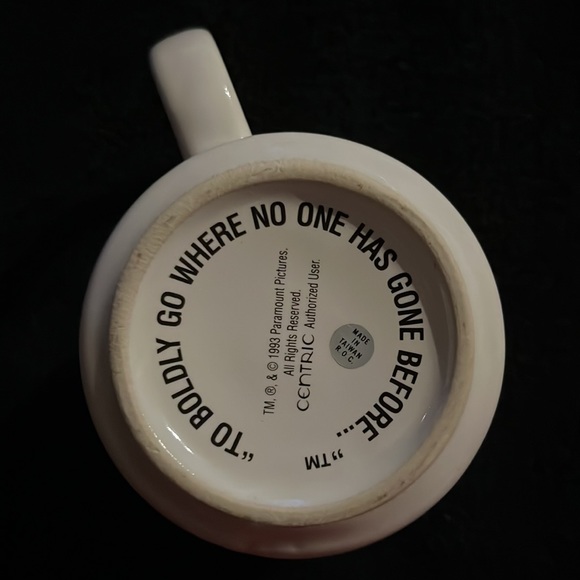 “TO BOLDLY GO WHERE NO ONE HAS GONE BEFORE....”™
TM, ®, & © 1993 Paramount Pictures.
All Rights Reserved.
CENTRIC Authorized User.
MADE
IN
TAIWAN
R.O.C